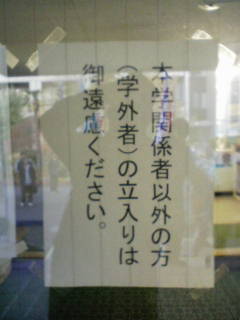 本学関係者以外の方
(学外者)の立入りは
御遠慮ください。